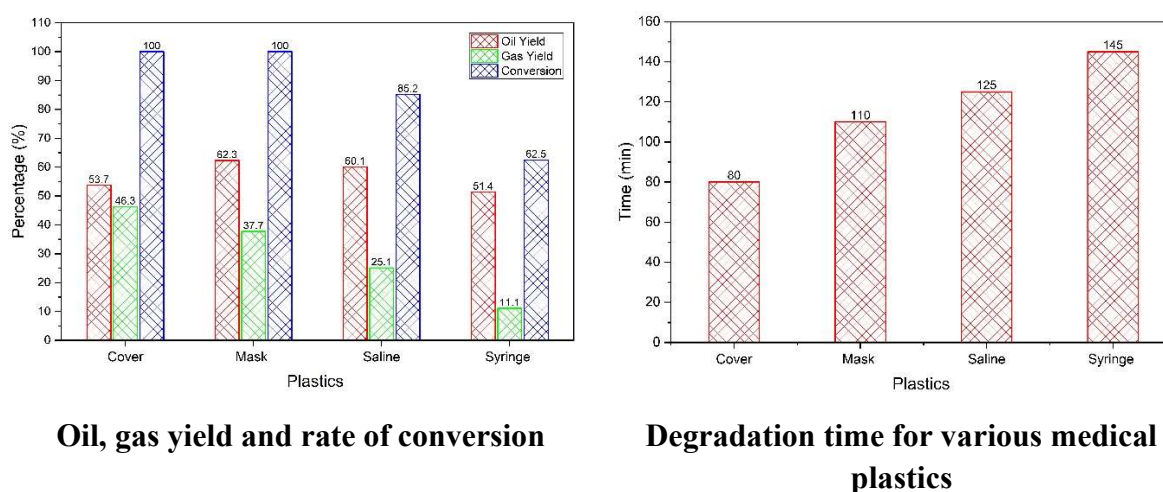 110
100
90
80
70
60
50
40
30
20
10
0
Percentage (%)
Oil Yield
Gas Yield
Conversion
53.7
46.3
100
62.3
37.7
100
60.1
25.1
85.2
51.4
11.1
62.5
Cover
Mask
Saline
Syringe
Plastics
Oil, gas yield and rate of conversion
160
140
120
100
80
60
40
20
0
Time (min)
80
110
125
145
Cover
Mask
Saline
Syringe
Plastics
Degradation time for various medical
plastics